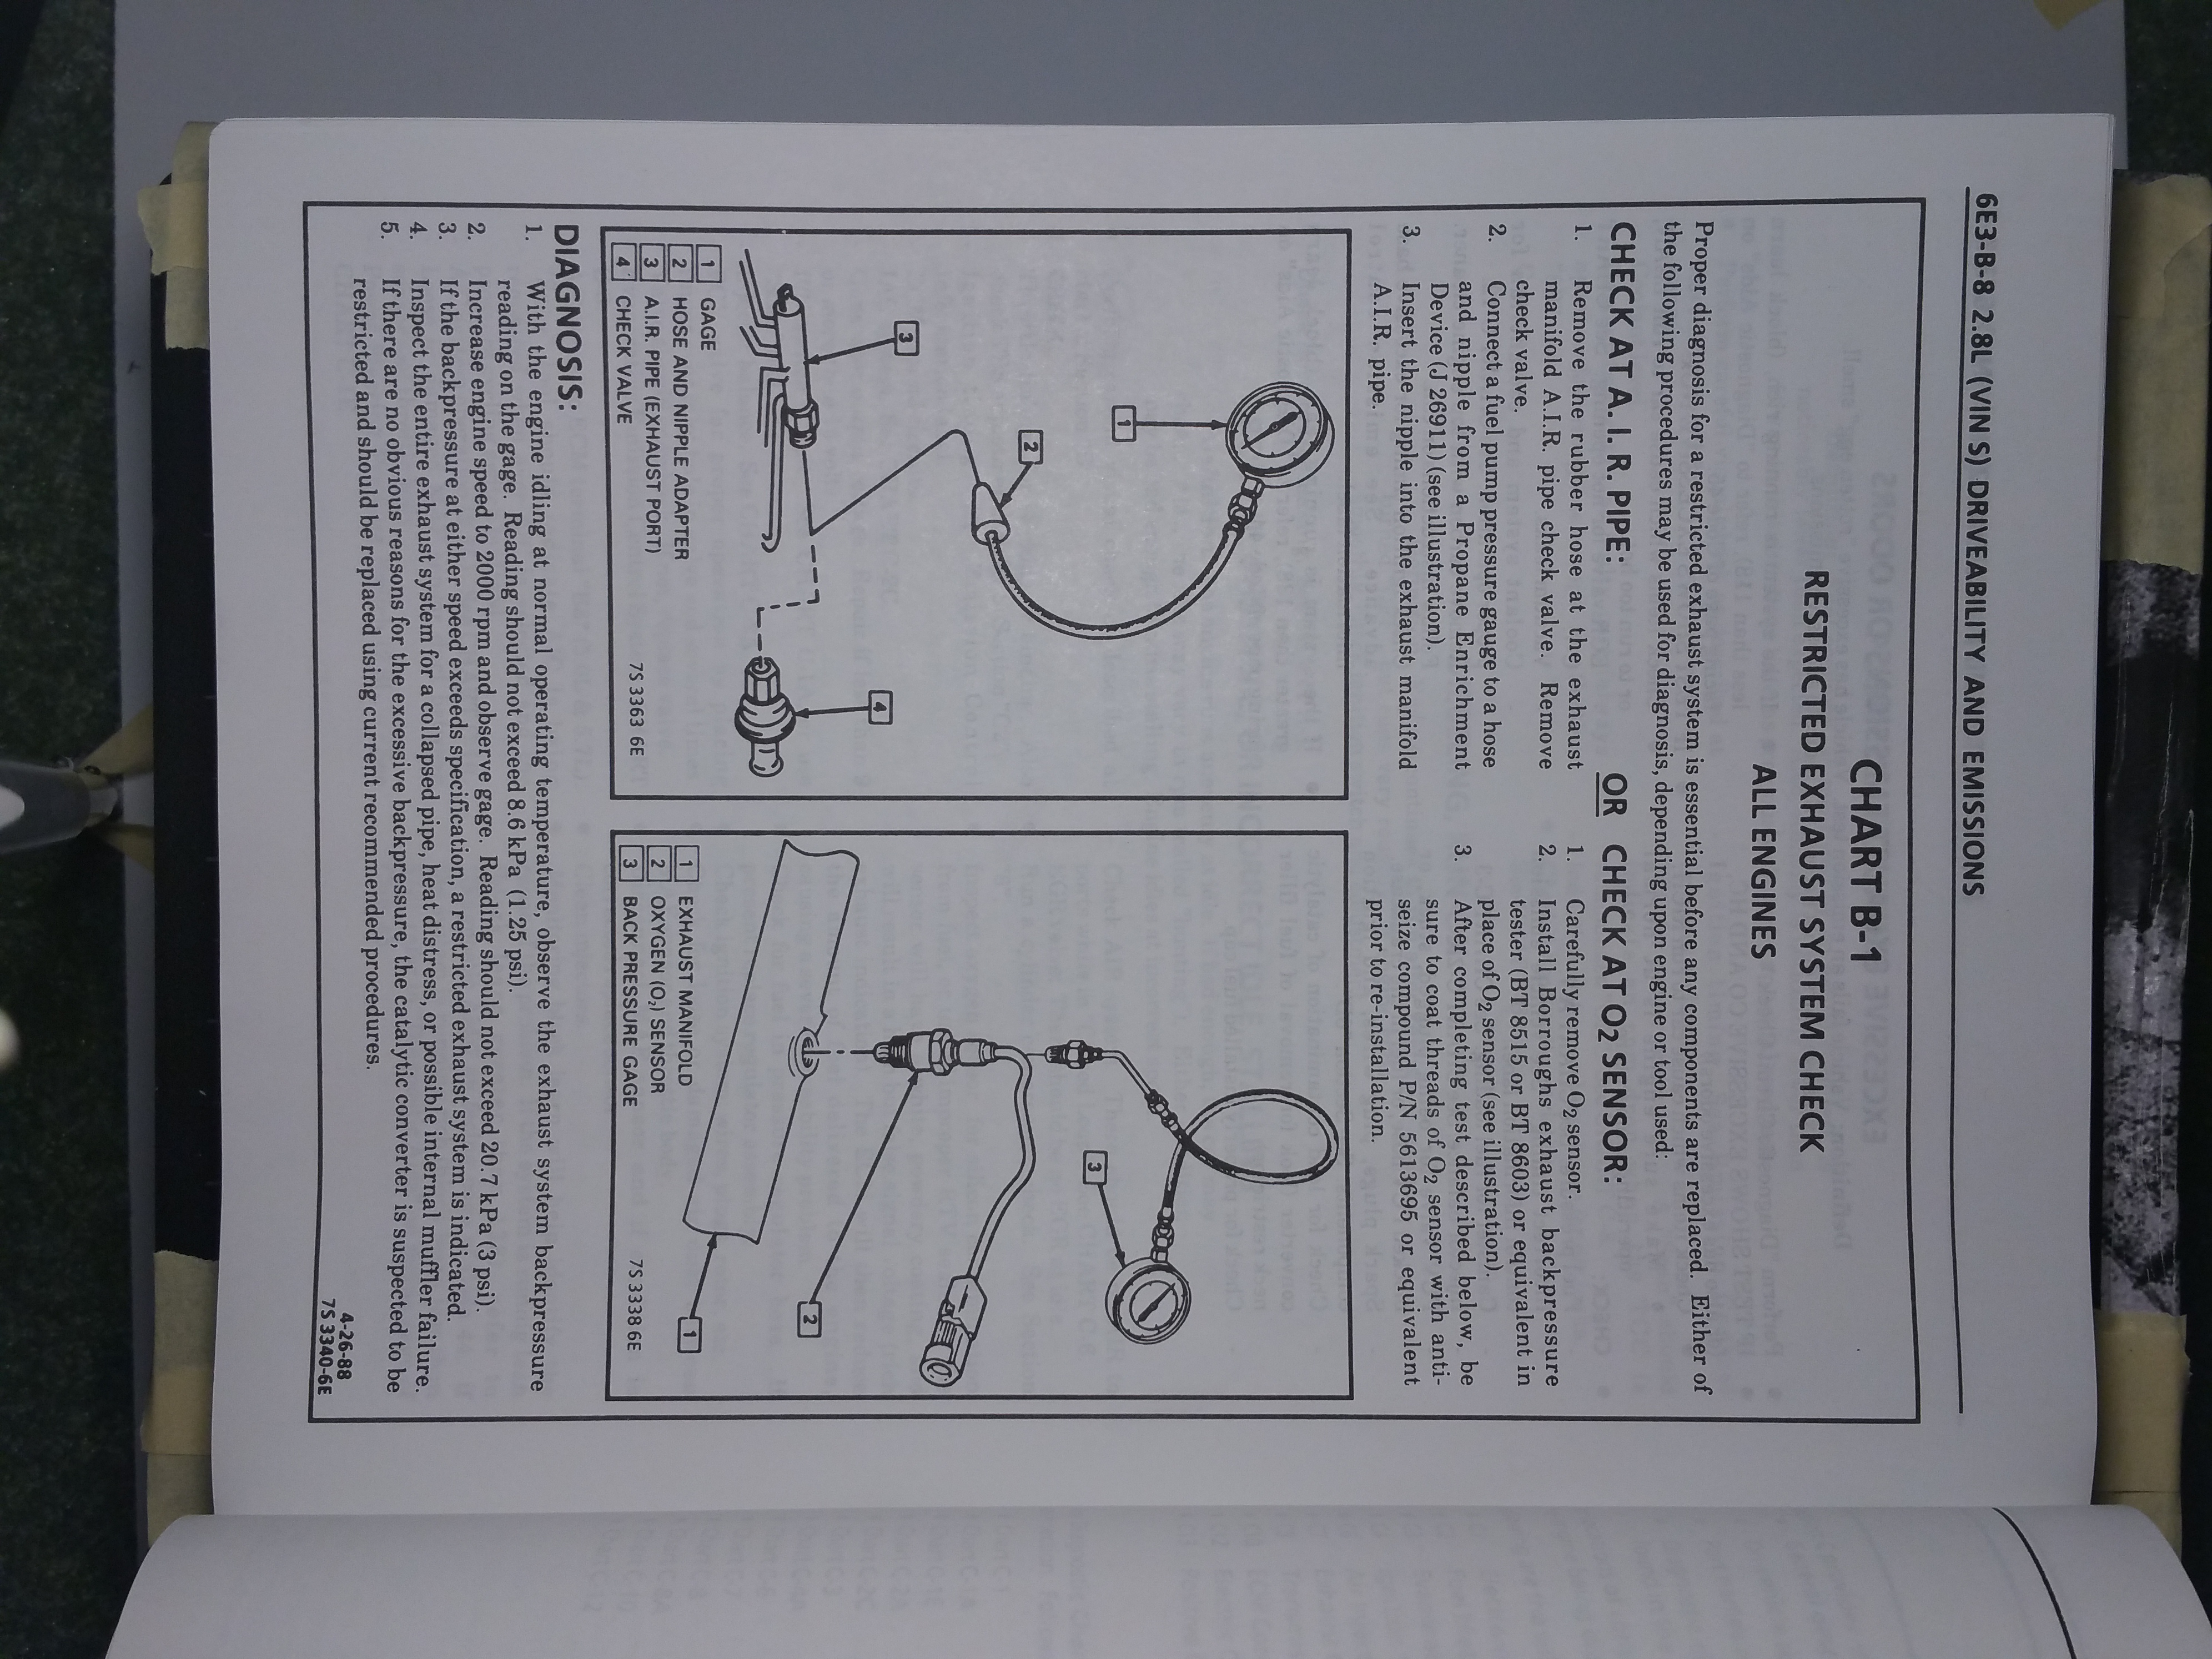 6E3-B-8 2.8L (VIN S) DRIVEABILITY AND EMISSIONS
CHART B-1
RESTRICTED EXHAUST SYSTEM CHECK
ALL ENGINES
Proper diagnosis for a restricted exhaust system is essential before any components are replaced. Either of
the following procedures may be used for diagnosis, depending upon engine or tool used:
CHECK AT A. I. R. PIPE:
1. Remove the rubber hose at the exhaust
manifold A.I.R. pipe check valve. Remove
check valve.
2. Connect a fuel pump pressure gauge to a hose
and nipple from a Propane Enrichment
Device (J 26911) (see illustration).
3. Insert the nipple into the exhaust manifold
A.I.R. pipe.
OR
CHECK AT O2 SENSOR:
1. Carefully remove O2 sensor.
2. Install Borroughs exhaust backpressure
tester (BT 8515 or BT 8603) or equivalent in
place of O2 sensor (see illustration).
3. After completing test described below, be
sure to coat threads of O2 sensor with anti-
seize compound P/N 5613695 or equivalent
prior to re-installation.
1
2
3
4
1 GAGE
2 HOSE AND NIPPLE ADAPTER
3 A.I.R. PIPE (EXHAUST PORT)
4 CHECK VALVE
7S 3363 6E
3
2
1
1 EXHAUST MANIFOLD
2 OXYGEN (O2) SENSOR
3 BACK PRESSURE GAGE
7S 3338 6E
DIAGNOSIS:
1. With the engine idling at normal operating temperature, observe the exhaust system backpressure
reading on the gage. Reading should not exceed 8.6 kPa (1.25 psi).
2. Increase engine speed to 2000 rpm and observe gage. Reading should not exceed 20.7 kPa (3 psi).
3. If the backpressure at either speed exceeds specification, a restricted exhaust system is indicated.
4. Inspect the entire exhaust system for a collapsed pipe, heat distress, or possible internal muffler failure.
5. If there are no obvious reasons for the excessive backpressure, the catalytic converter is suspected to be
restricted and should be replaced using current recommended procedures.
4-26-88
7S 3340-6E